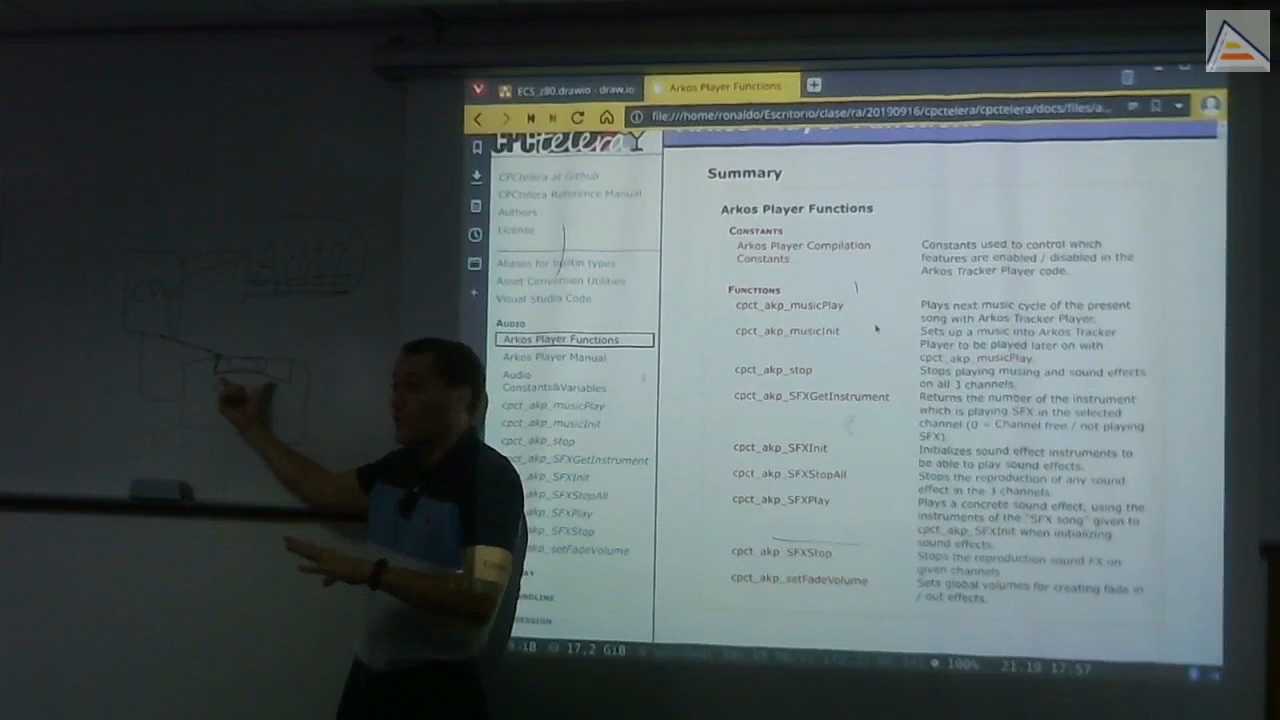 ECS_z80.drawio - draw.io
Arkos Player Functions
file:///home/ronaldo/Escritorio/clase/ra/20190916/cpctelera/cpctelera/docs/files/a...
CPCtelera at Github
CPCtelera Reference Manual
Authors
License
Aliases for builtin types
Asset Conversion Utilities
Visual Studio Code
AUDIO
Arkos Player Functions
Arkos Player Manual
Audio
Constants&Variables
cpct_akp_musicPlay
cpct_akp_musicInit
cpct_akp_stop
cpct_akp_SFXGetInstrument
akp_SFXInit
akp_SFXStopAll
akp_SFXPlay
akp_SFXStop
akp_setFadeVolume
Summary
Arkos Player Functions
CONSTANTS
Arkos Player Compilation
Constants
Constants used to control which
features are enabled / disabled in the
Arkos Tracker Player code.
FUNCTIONS
cpct_akp_musicPlay
Plays next music cycle of the present
song with Arkos Tracker Player.
cpct_akp_musicInit
Sets up a music into Arkos Tracker
Player to be played later on with
cpct_akp_musicPlay.
cpct_akp_stop
Stops playing musing and sound effects
on all 3 channels.
cpct_akp_SFXGetInstrument
Returns the number of the instrument
which is playing SFX in the selected
channel (0 = Channel free / not playing
SFX).
cpct_akp_SFXInit
Initializes sound effect instruments to
be able to play sound effects.
cpct_akp_SFXStopAll
Stops the reproduction of any sound
effect in the 3 channels.
cpct_akp_SFXPlay
Plays a concrete sound effect, using the
instruments of the "SFX song" given to
cpct_akp_SFXInit when initializing
sound effects.
cpct_akp_SFXStop
Stops the reproduction sound FX on
given channels
cpct_akp_setFadeVolume
Sets global volumes for creating fade in
/ out effects.
17,2 GiB
100%
21.19 17:57